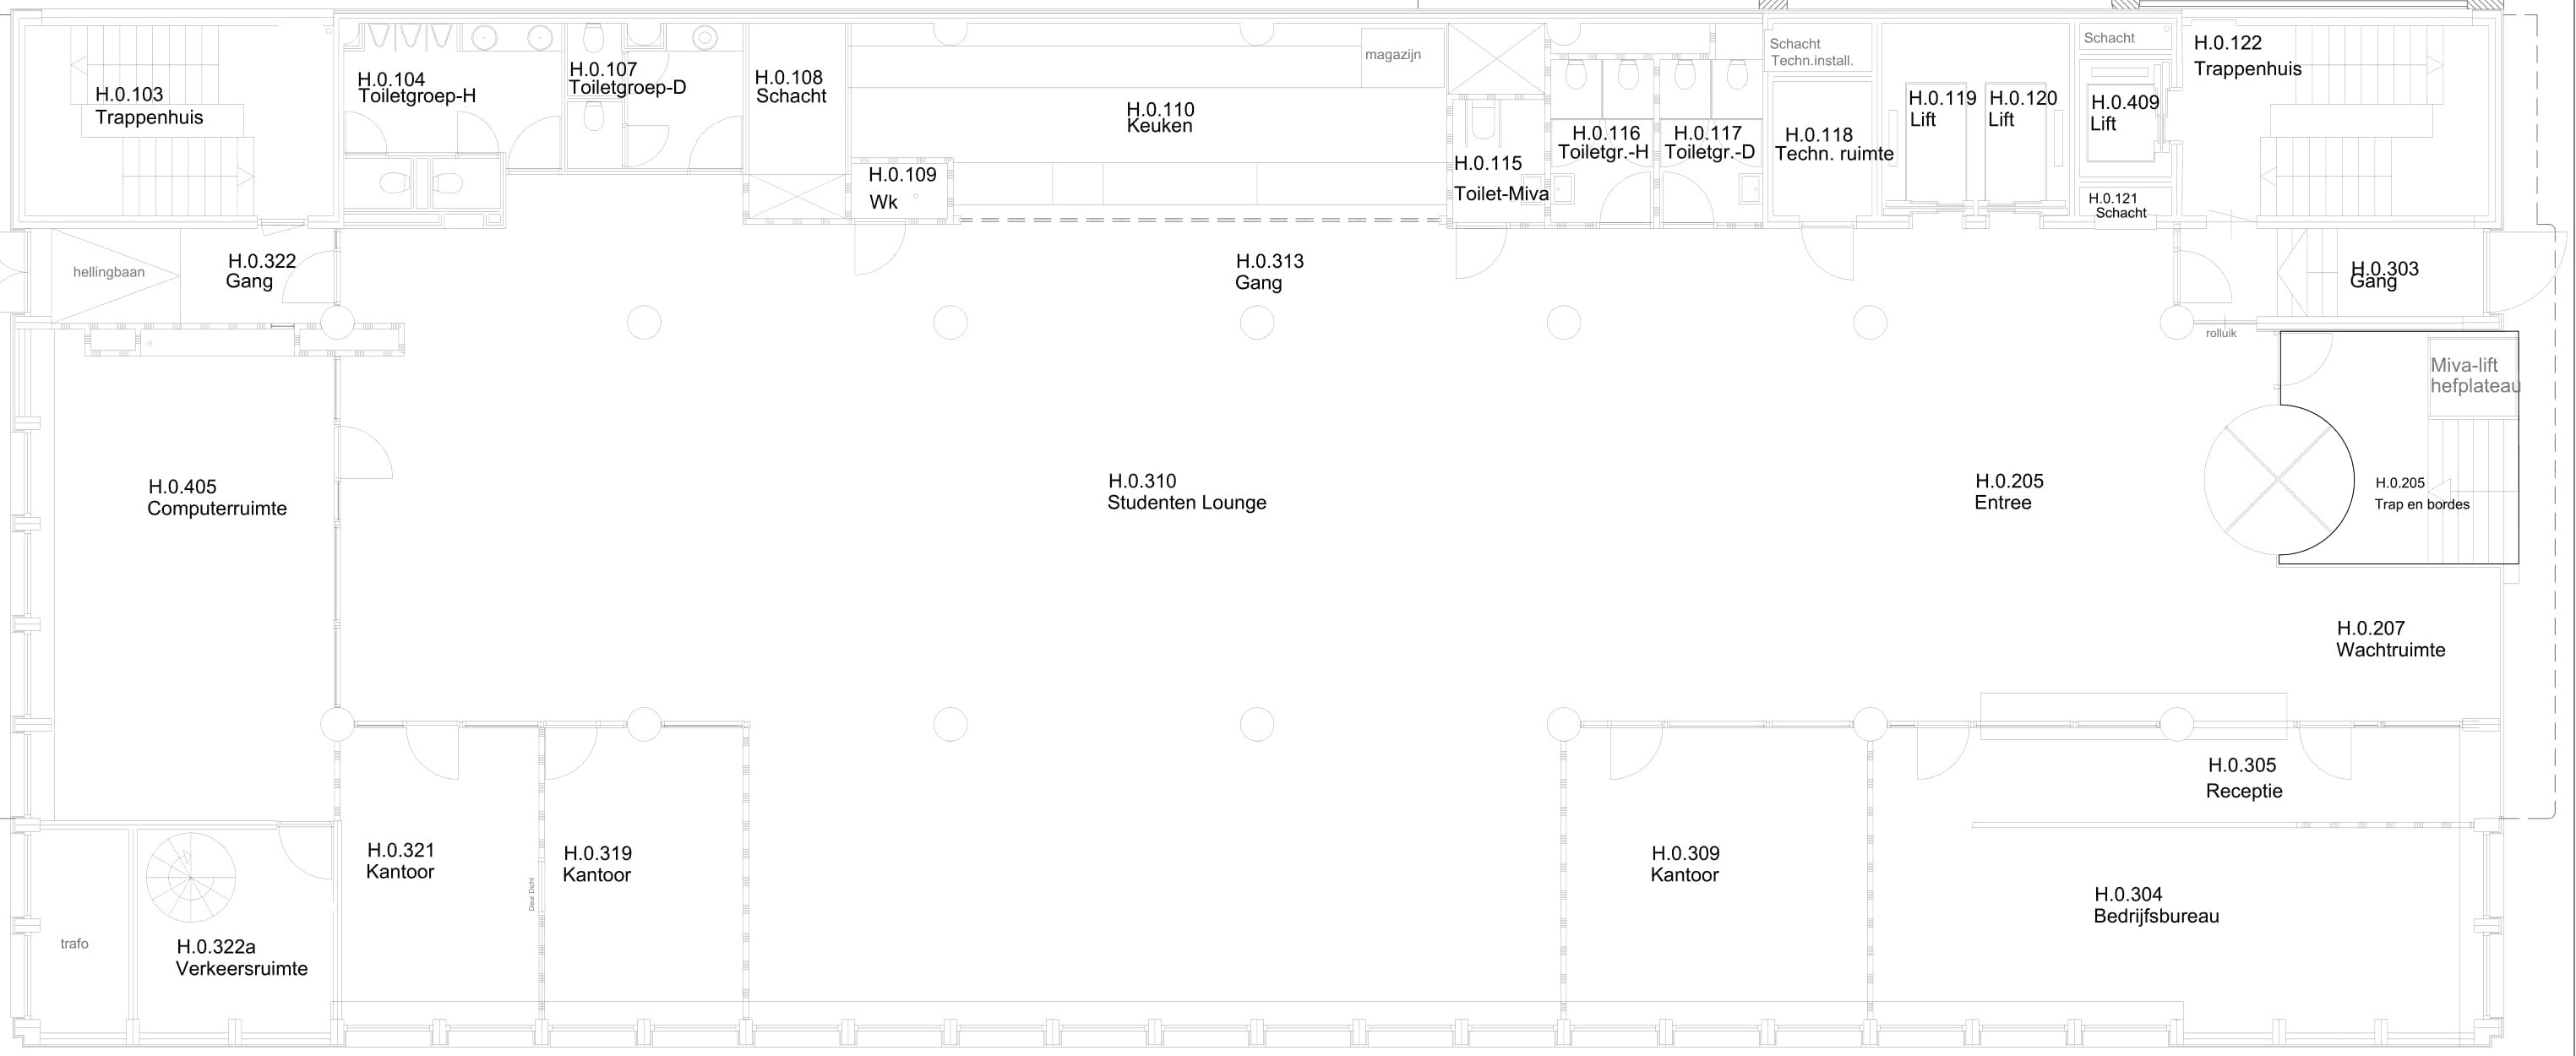 H.0.103
Trappenhuis
H.0.104
Toiletgroep-H
H.0.107
Toiletgroep-D
H.0.108
Schacht
magazijn
H.0.110
Keuken
H.0.109
Wk
H.0.115
Toilet-Miva
H.0.116
Toiletgr.-H
H.0.117
Toiletgr.-D
Schacht
Techn.install.
H.0.118
Techn. ruimte
H.0.119
Lift
H.0.120
Lift
Schacht
H.0.409
Lift
H.0.121
Schacht
H.0.122
Trappenhuis
hellingbaan
H.0.322
Gang
H.0.313
Gang
H.0.303
Gang
rolluik
Miva-lift
hefplateau
H.0.405
Computerruimte
H.0.310
Studenten Lounge
H.0.205
Entree
H.0.205
Trap en bordes
H.0.207
Wachtruimte
H.0.305
Receptie
H.0.321
Kantoor
Deur Dicht
H.0.319
Kantoor
H.0.309
Kantoor
H.0.304
Bedrijfsbureau
trafo
H.0.322a
Verkeersruimte